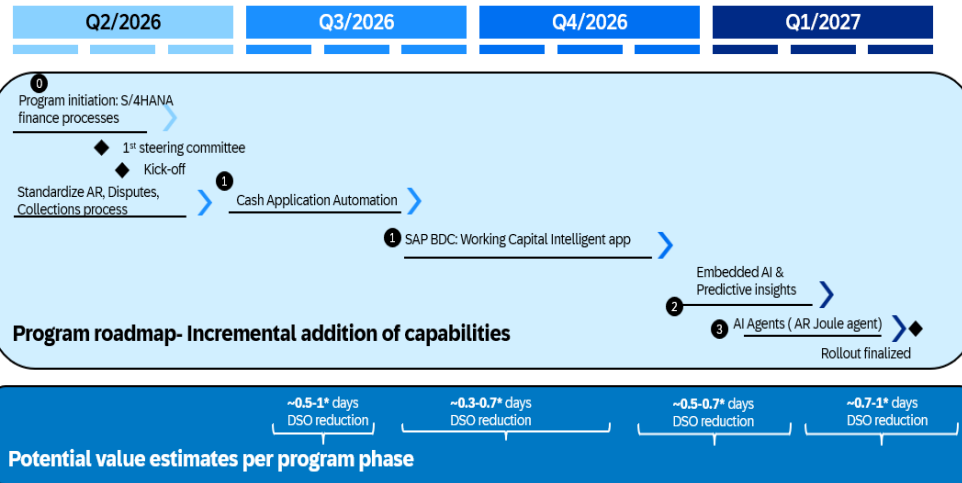 Q2/2026 Q3/2026 Q4/2026 Q1/2027
0
Program initiation: S/4HANA
finance processes
1st steering committee
Kick-off
Standardize AR, Disputes,
Collections process
1
Cash Application Automation
1 SAP BDC: Working Capital Intelligent app
Embedded AI &
Predictive insights
2
3 AI Agents ( AR Joule agent)
Rollout finalized
Program roadmap- Incremental addition of capabilities
~0.5-1* days
DSO reduction
~0.3-0.7* days
DSO reduction
~0.5-0.7* days
DSO reduction
~0.7-1* days
DSO reduction
Potential value estimates per program phase